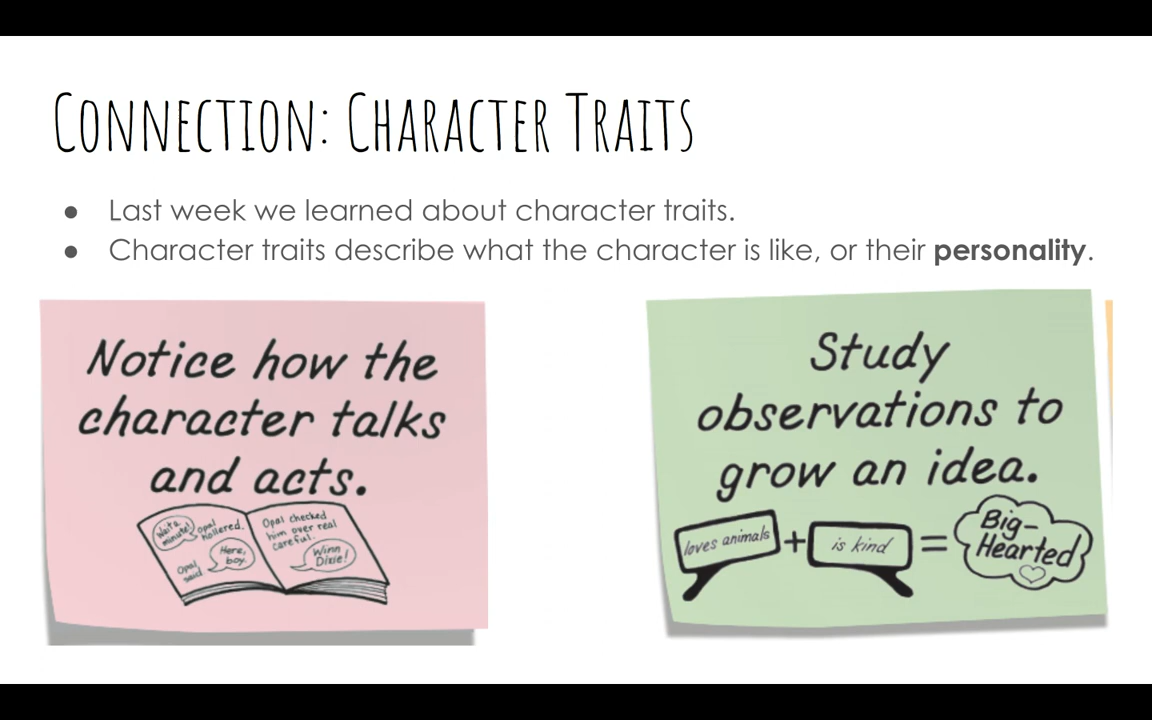 Connection: Character Traits
● Last week we learned about character traits.
● Character traits describe what the character is like, or their personality.
Notice how the
character talks
and acts.
Wait a
minute!
Opal
hollered.
Here,
boy.
Opal
said
Opal checked
him over real
careful.
Winn
Dixie!
Study
observations to
grow an idea.
loves animals + is kind =
Big-
Hearted